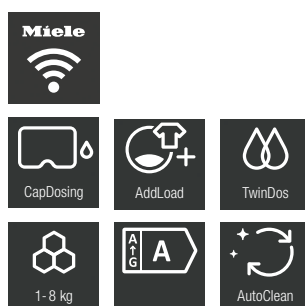 Miele
CapDosing
AddLoad
TwinDos
1- 8 kg
A
↑
G
A
AutoClean